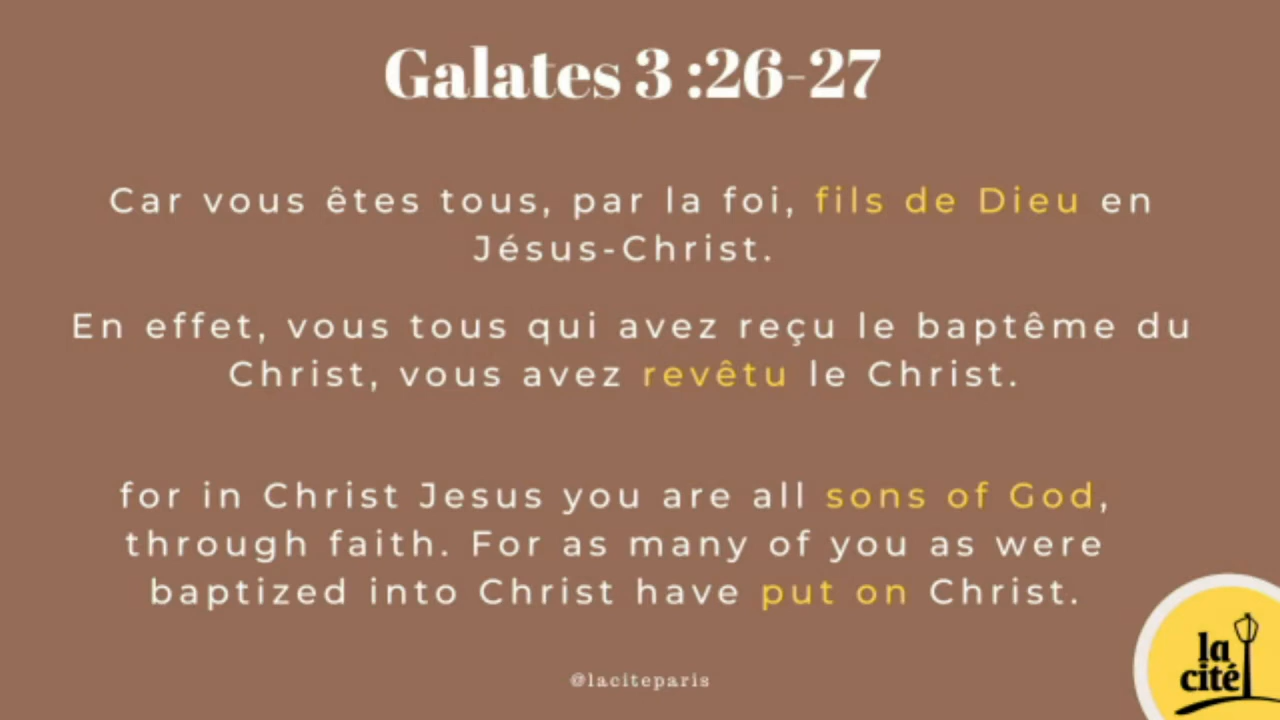 Galates 3 :26-27
Car vous êtes tous, par la foi, fils de Dieu en
Jésus-Christ.
En effet, vous tous qui avez reçu le baptême du
Christ, vous avez revêtu le Christ.
for in Christ Jesus you are all sons of God,
through faith. For as many of you as were
baptized into Christ have put on Christ.
@laciteparis
la
cité